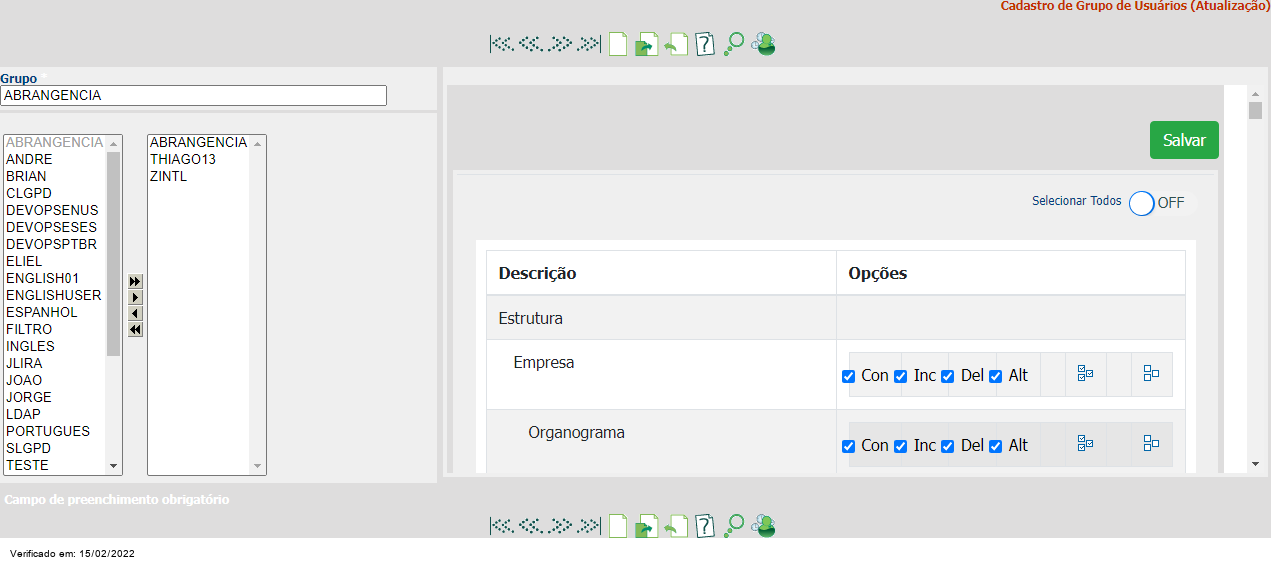 Cadastro de Grupo de Usuários (Atualização)
Grupo *
ABRANGENCIA
ABRANGENCIA
ANDRE
BRIAN
CLGPD
DEVOPSENUS
DEVOPSESES
DEVOPSPTBR
ELIEL
ENGLISH01
ENGLISHUSER
ESPANHOL
FILTRO
INGLES
JLIRA
JOAO
JORGE
LDAP
PORTUGUES
SLGPD
TESTE
ABRANGENCIA
THIAGO13
ZINTL
Salvar
Selecionar Todos OFF
Descrição Opções
Estrutura
Empresa Con Inc Del Alt
Organograma Con Inc Del Alt
Campo de preenchimento obrigatório
Verificado em: 15/02/2022